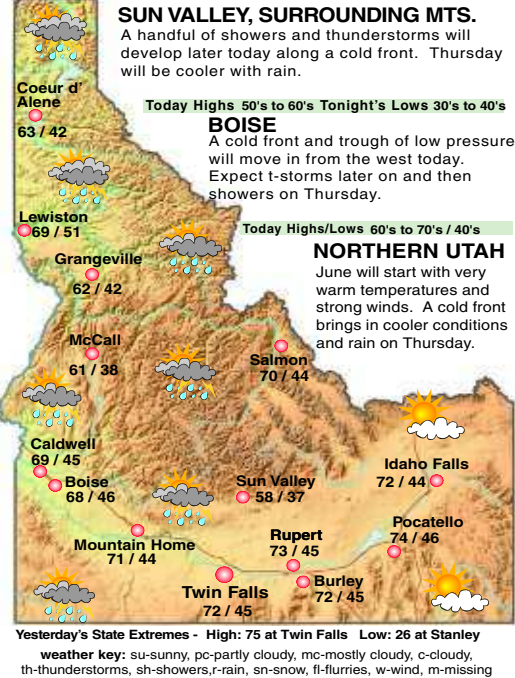 SUN VALLEY, SURROUNDING MTS.
A handful of showers and thunderstorms will
develop later today along a cold front.  Thursday
will be cooler with rain.
Today Highs 50's to 60's Tonight's Lows 30's to 40's
BOISE
A cold front and trough of low pressure
will move in from the west today.
Expect t-storms later on and then
showers on Thursday.
Today Highs/Lows 60's to 70's / 40's
NORTHERN UTAH
June will start with very
warm temperatures and
strong winds.  A cold front
brings in cooler conditions
and rain on Thursday.
Coeur d'
Alene
63 / 42
Lewiston
69 / 51
Grangeville
62 / 42
McCall
61 / 38
Salmon
70 / 44
Caldwell
69 / 45
Boise
68 / 46
Sun Valley
58 / 37
Idaho Falls
72 / 44
Pocatello
74 / 46
Mountain Home
71 / 44
Rupert
73 / 45
Twin Falls
72 / 45
Burley
72 / 45
Yesterday's State Extremes -  High: 75 at Twin Falls  Low: 26 at Stanley
weather key: su-sunny, pc-partly cloudy, mc-mostly cloudy, c-cloudy,
th-thunderstorms, sh-showers,r-rain, sn-snow, fl-flurries, w-wind, m-missing